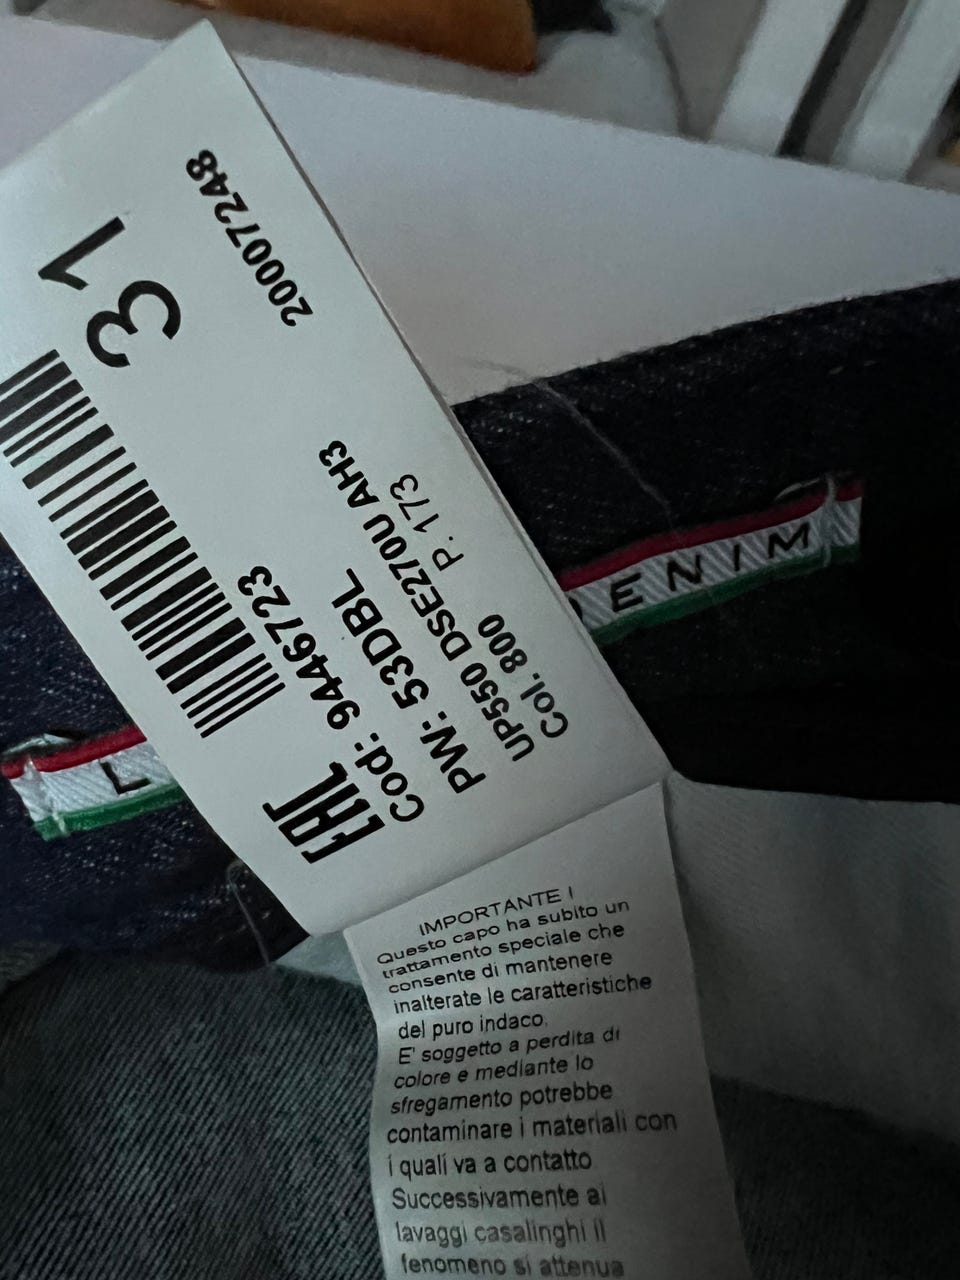 20007248
31
EAC
Cod: 9446723
PW: 53DBL
UP550 DSE270U AH3
Col. 800 P. 173
L
DENIM
IMPORTANTE !
Questo capo ha subito un
trattamento speciale che
consente di mantenere
inalterate le caratteristiche
del puro indaco.
E' soggetto a perdita di
colore e mediante lo
sfregamento potrebbe
contaminare i materiali con
i quali va a contatto
Successivamente ai
lavaggi casalinghi il
fenomeno si attenua